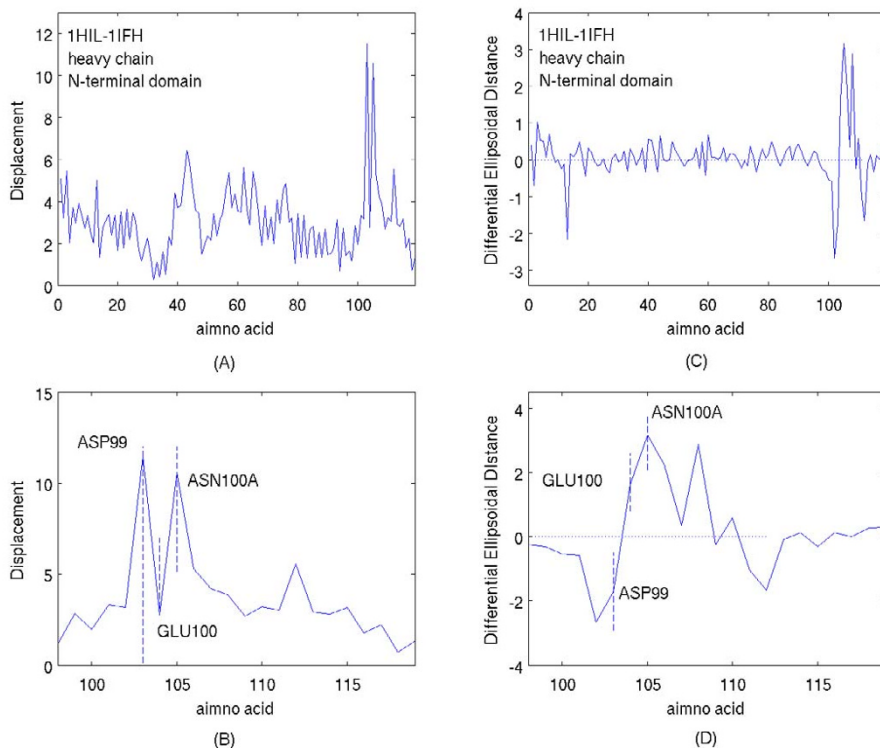 1HIL-1IFH
heavy chain
N-terminal domain
Displacement
12
10
8
6
4
2
0
0 20 40 60 80 100
aimno acid
(A)
1HIL-1IFH
heavy chain
N-terminal domain
Differential Ellipsoidal Distance
4
3
2
1
0
-1
-2
-3
0 20 40 60 80 100
aimno acid
(C)
ASP99
ASN100A
GLU100
Displacement
15
10
5
0
100 105 110 115
aimno acid
(B)
ASN100A
GLU100
ASP99
Differential Ellipsoidal DIstance
4
2
0
-2
-4
100 105 110 115
aimno acid
(D)